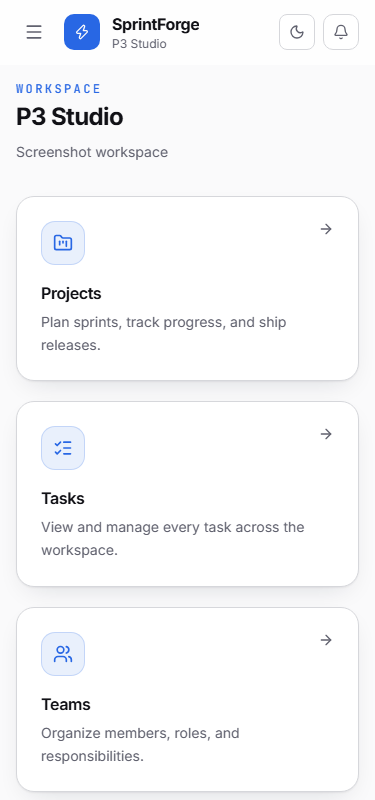 SprintForge
P3 Studio
WORKSPACE
P3 Studio
Screenshot workspace
Projects
Plan sprints, track progress, and ship
releases.
Tasks
View and manage every task across the
workspace.
Teams
Organize members, roles, and
responsibilities.